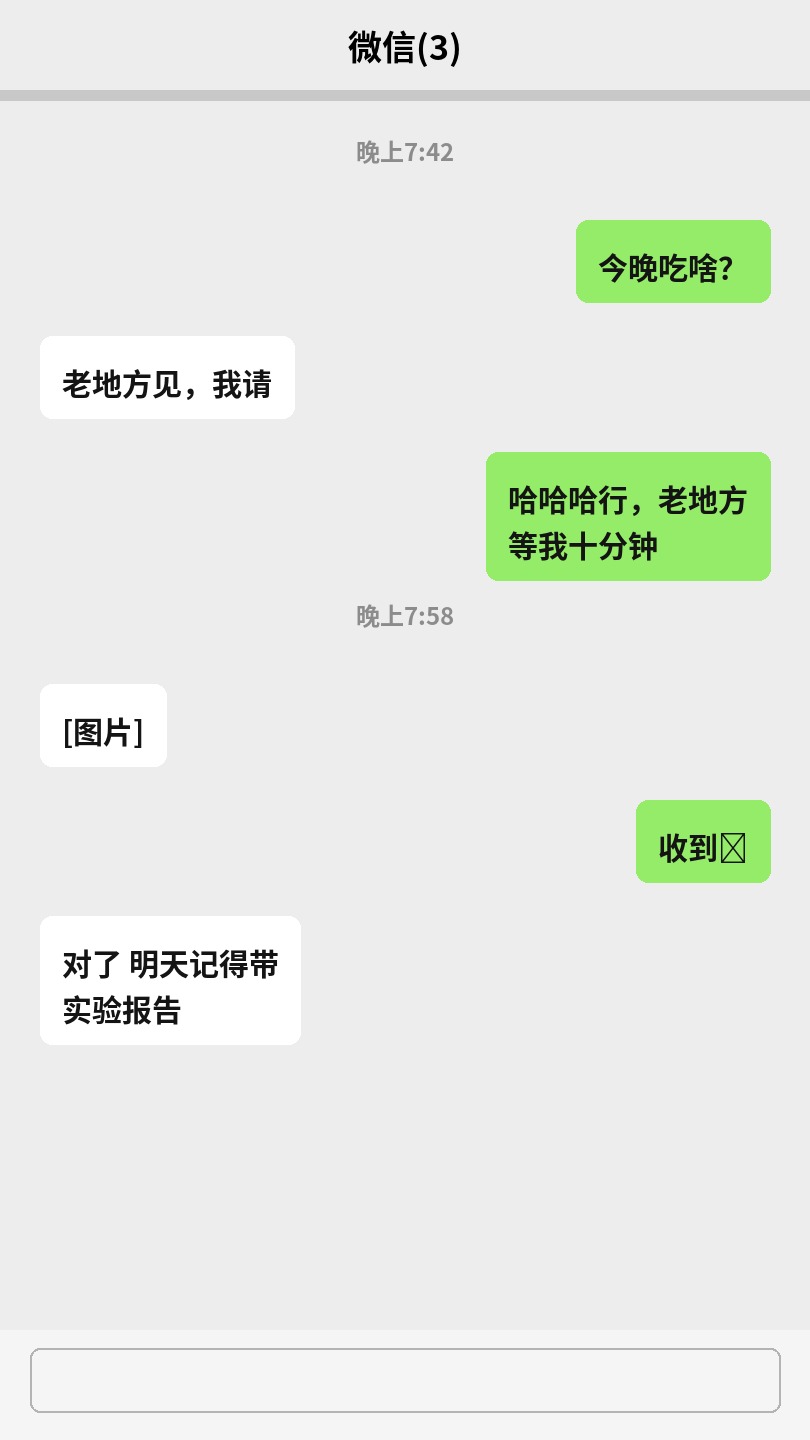 微信(3)
晚上7:42
今晚吃啥？
老地方见，我请
哈哈哈行，老地方
等我十分钟
晚上7:58
[图片]
收到
对了 明天记得带
实验报告